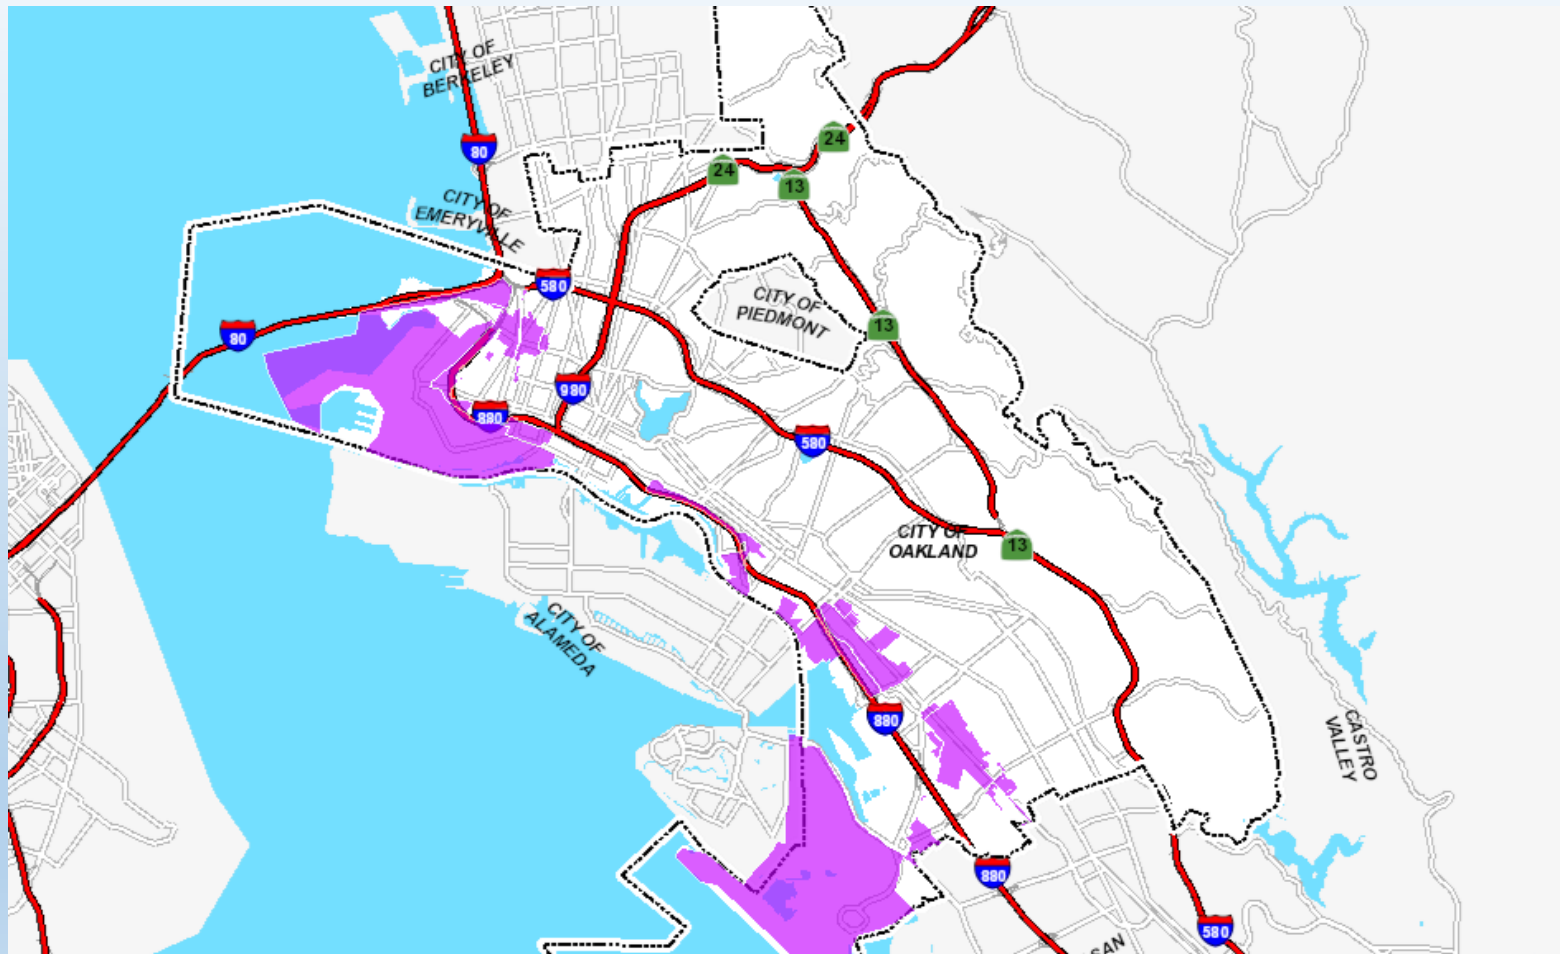 CITY OF
BERKELEY
80
24
24
13
CITY OF
EMERYVILLE
580
CITY OF
PIEDMONT
80
13
980
880
580
CITY OF
OAKLAND
13
CITY OF
ALAMEDA
880
CASTRO
VALLEY
880
580
SAN